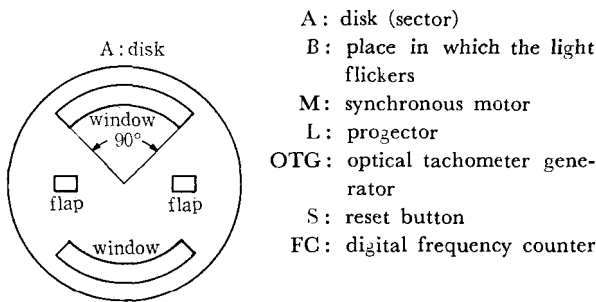 A : disk
window
90°
flap
flap
window
A : disk (sector)
B : place in which the light
flickers
M : synchronous motor
L : progector
OTG : optical tachometer gene-
rator
S : reset button
FC : digital frequency counter